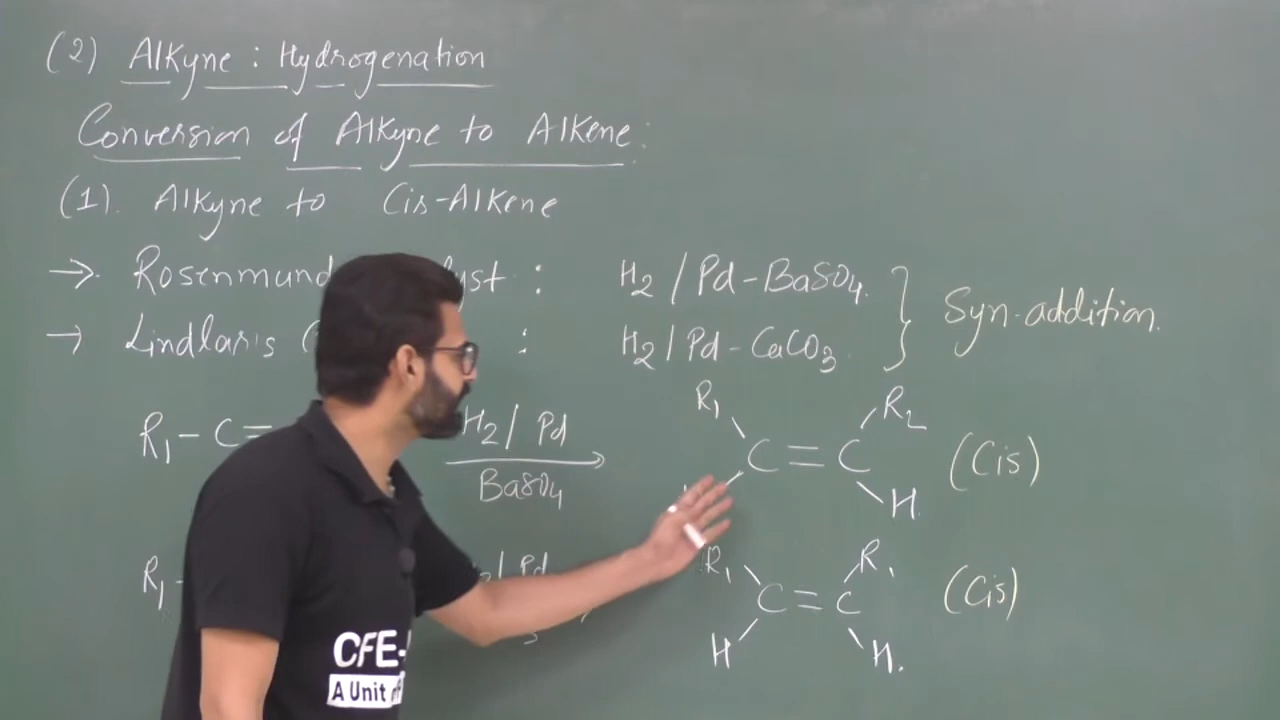 (2) Alkyne : Hydrogenation
Conversion of Alkyne to Alkene:
(1). Alkyne to Cis-Alkene
→ Rosenmund : H2 / Pd-BaSO4.
→ Lindlar's : H2 / Pd-CaCO3
} Syn-addition.
R1 - C≡ H2 / Pd
BaSO4
R1 R2
C = C (Cis)
H.
R1 -
Pd
R1 R1
C = C (Cis)
H H.
CFE-
A Unit